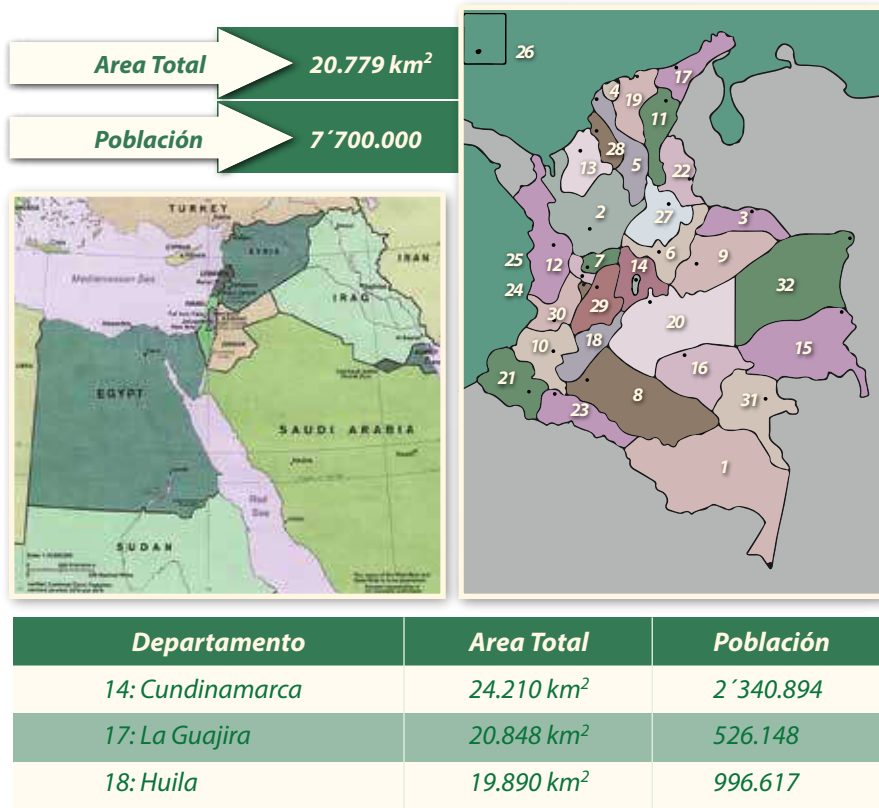 Area Total 20.779 km²
Población 7´700.000
TURKEY
SYRIA
CYPRUS
Mediterranean Sea
IRAN
IRAQ
JORDAN
EGYPT
SAUDI ARABIA
Red
Sea
SUDAN
26
17
4
19
11
28
5
13
22
2
27
3
25
12
7
14
6
9
24
29
32
30
20
18
10
15
16
21
8
31
23
1
Departamento Area Total Población
14: Cundinamarca 24.210 km² 2´340.894
17: La Guajira 20.848 km² 526.148
18: Huila 19.890 km² 996.617